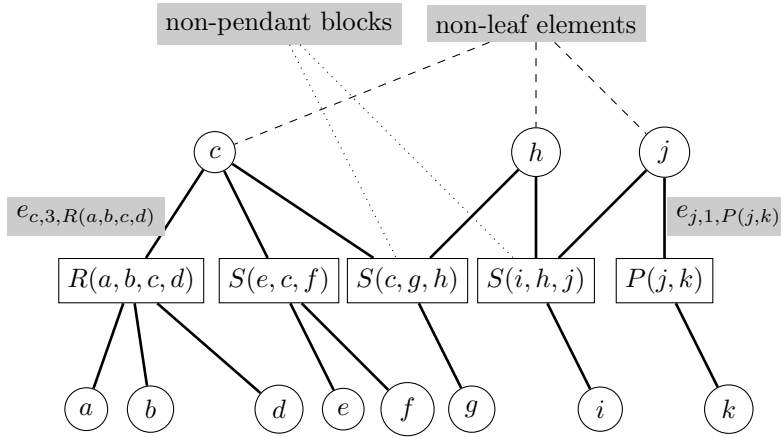 non-pendant blocks
non-leaf elements
c
h
j
e_{c,3,R(a,b,c,d)}
e_{j,1,P(j,k)}
R(a, b, c, d)
S(e, c, f)
S(c, g, h)
S(i, h, j)
P(j, k)
a
b
d
e
f
g
i
k